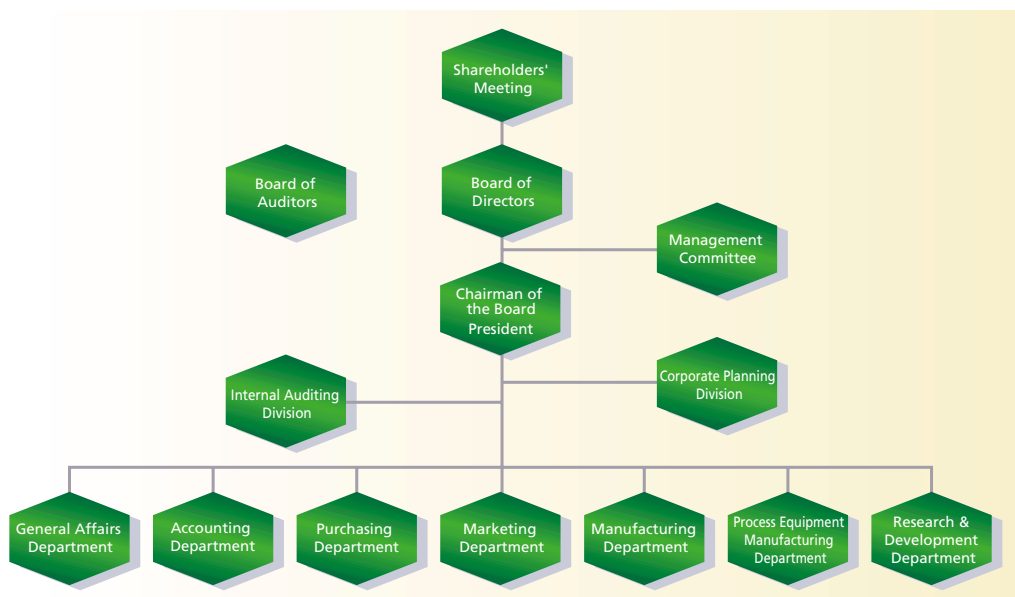 Shareholders'
Meeting
Board of
Auditors
Board of
Directors
Management
Committee
Chairman of
the Board
President
Internal Auditing
Division
Corporate Planning
Division
General Affairs
Department
Accounting
Department
Purchasing
Department
Marketing
Department
Manufacturing
Department
Process Equipment
Manufacturing
Department
Research &
Development
Department